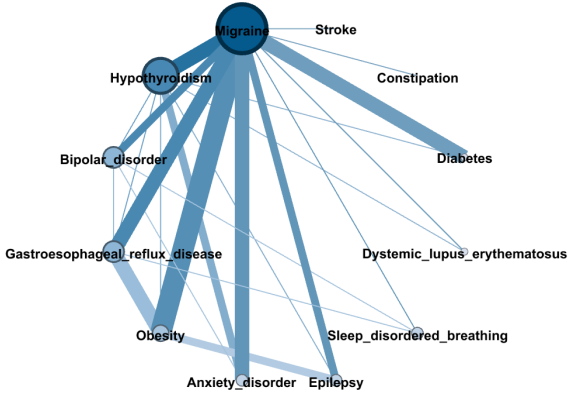 Migraine
Stroke
Hypothyroidism
Constipation
Bipolar_disorder
Diabetes
Gastroesophageal_reflux_disease
Dystemic_lupus_erythematosus
Obesity
Sleep_disordered_breathing
Anxiety_disorder
Epilepsy